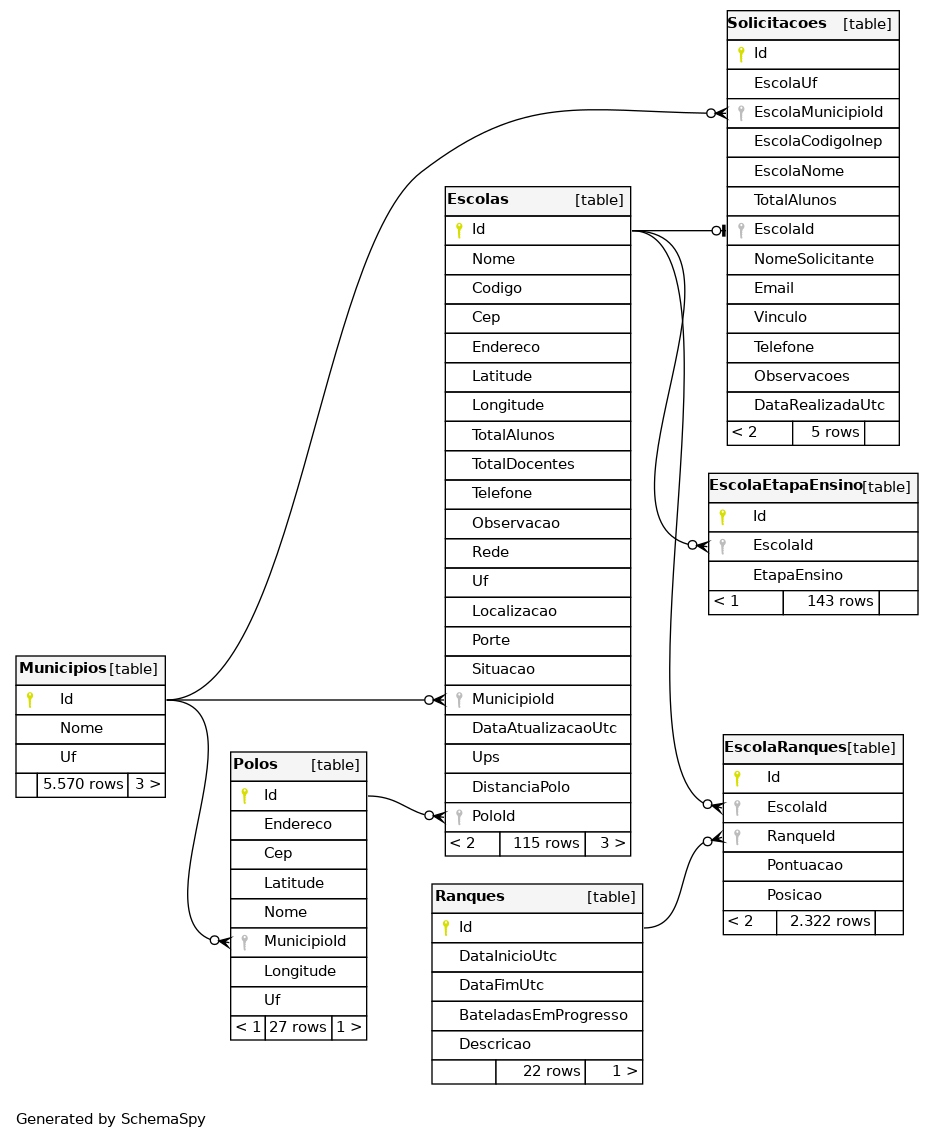 Solicitacoes [table]
Id
EscolaUf
EscolaMunicipioId
EscolaCodigoInep
EscolaNome
TotalAlunos
EscolaId
NomeSolicitante
Email
Vinculo
Telefone
Observacoes
DataRealizadaUtc
< 2 5 rows
Escolas [table]
Id
Nome
Codigo
Cep
Endereco
Latitude
Longitude
TotalAlunos
TotalDocentes
Telefone
Observacao
Rede
Uf
Localizacao
Porte
Situacao
MunicipioId
DataAtualizacaoUtc
Ups
DistanciaPolo
PoloId
< 2 115 rows 3 >
EscolaEtapaEnsino [table]
Id
EscolaId
EtapaEnsino
< 1 143 rows
Municipios [table]
Id
Nome
Uf
5.570 rows 3 >
Polos [table]
Id
Endereco
Cep
Latitude
Nome
MunicipioId
Longitude
Uf
< 1 27 rows 1 >
EscolaRanques [table]
Id
EscolaId
RanqueId
Pontuacao
Posicao
< 2 2.322 rows
Ranques [table]
Id
DataInicioUtc
DataFimUtc
BateladasEmProgresso
Descricao
22 rows 1 >
Generated by SchemaSpy